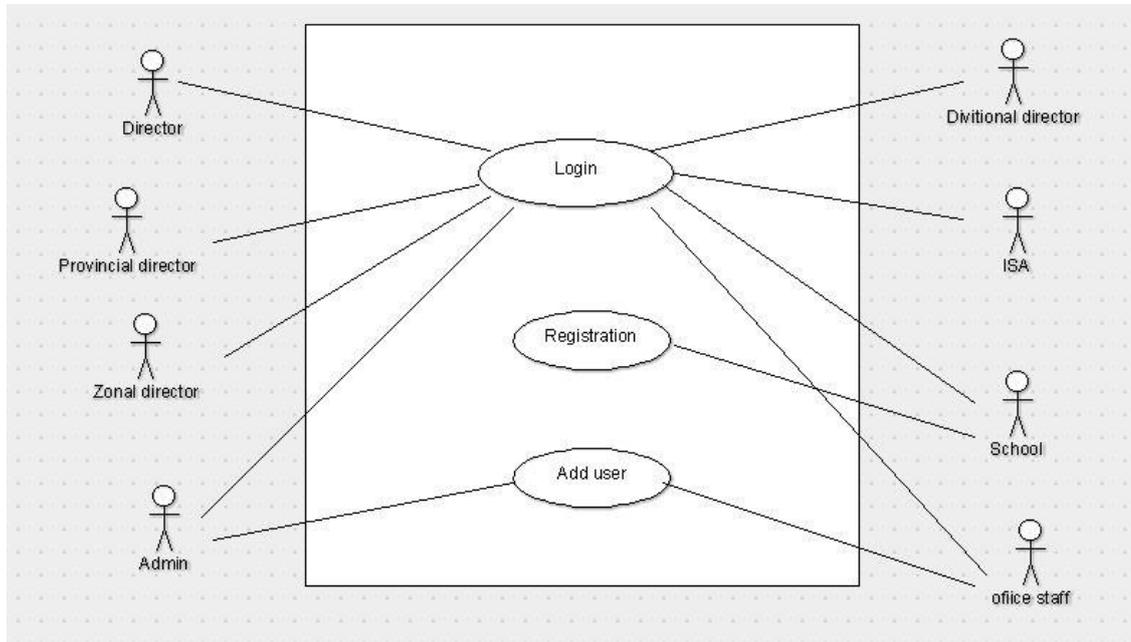 Director
Divitional director
Login
Provincial director
ISA
Registration
Zonal director
School
Add user
Admin
ofiice staff